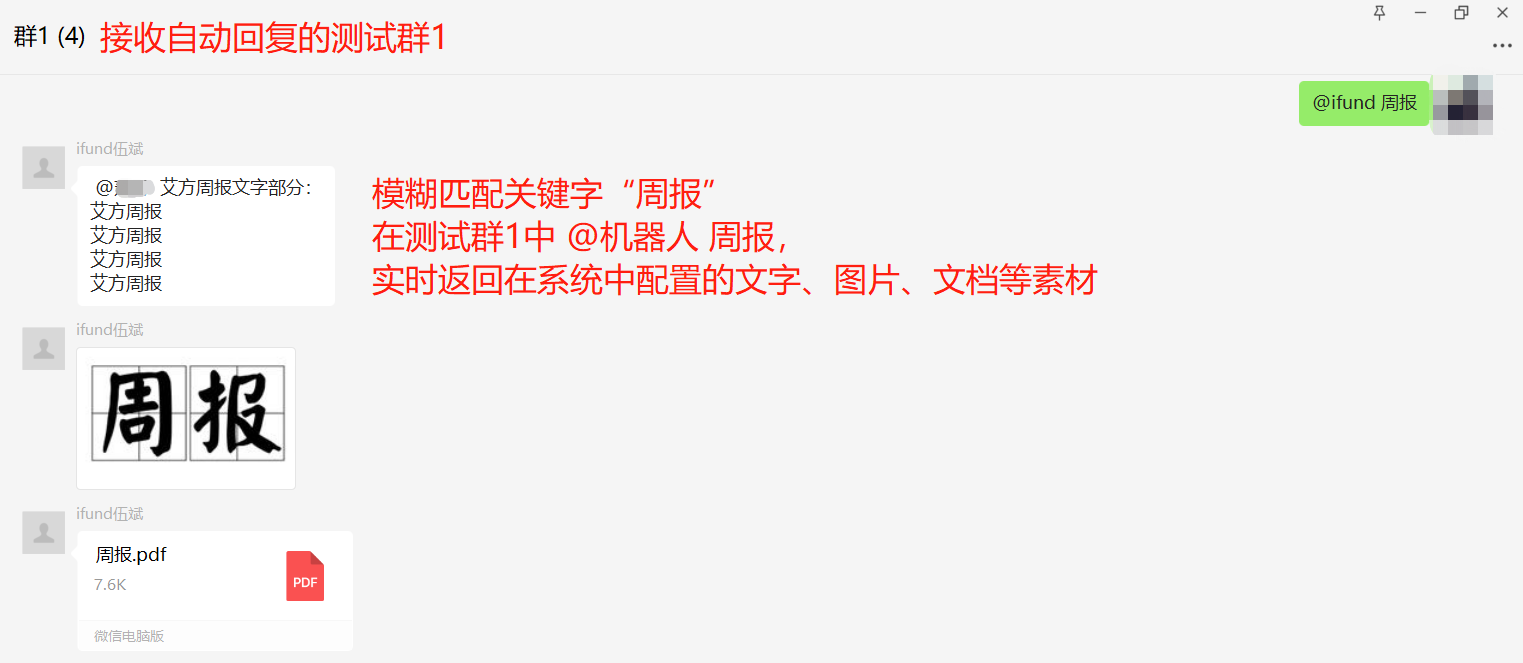 群1 (4) 接收自动回复的测试群1
@ifund 周报
ifund伍斌
@ 艾方周报文字部分：
艾方周报
艾方周报
艾方周报
艾方周报
模糊匹配关键字“周报”
在测试群1中 @机器人 周报，
实时返回在系统中配置的文字、图片、文档等素材
ifund伍斌
周报
ifund伍斌
周报.pdf
7.6K
PDF
微信电脑版